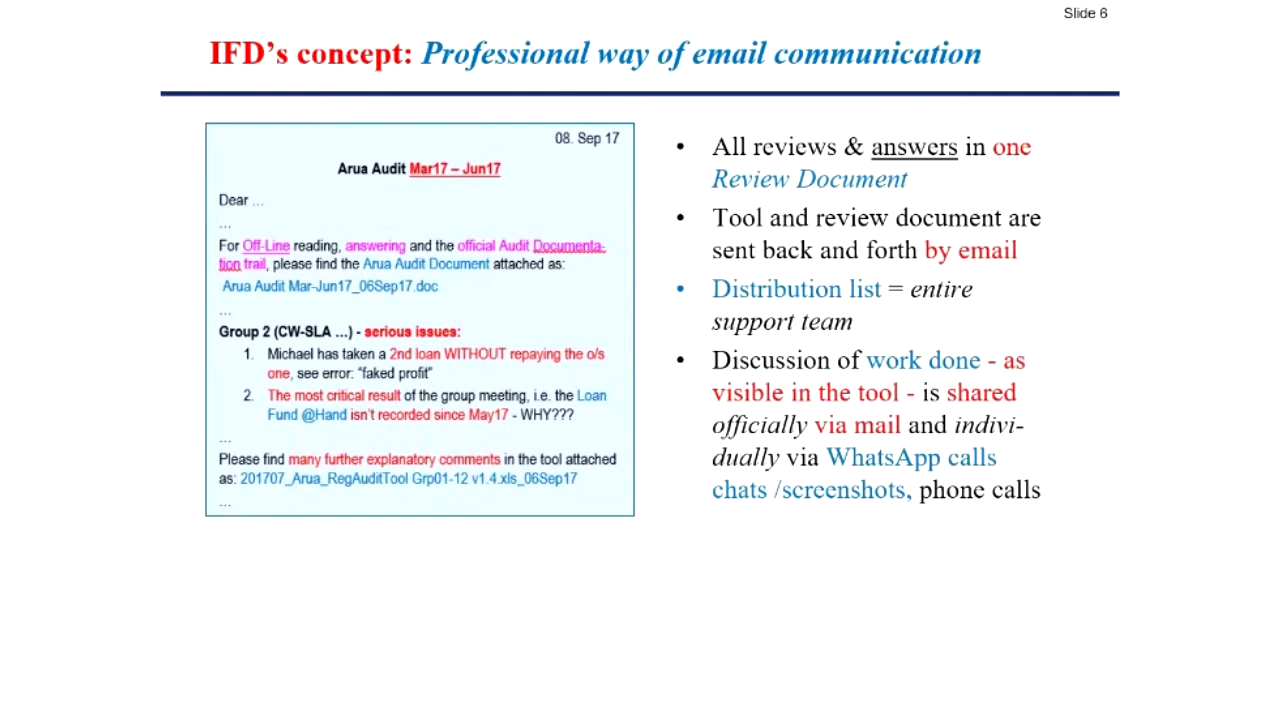 Slide 6
IFD's concept: Professional way of email communication
08. Sep 17
Arua Audit Mar17 – Jun17
Dear ...
...
For Off-Line reading, answering and the official Audit Documenta-
tion trail, please find the Arua Audit Document attached as:
Arua Audit Mar-Jun17_06Sep17.doc
...
Group 2 (CW-SLA ...) - serious issues:
1. Michael has taken a 2nd loan WITHOUT repaying the o/s
one, see error: "faked profit"
2. The most critical result of the group meeting, i.e. the Loan
Fund @Hand isn't recorded since May17 - WHY???
...
Please find many further explanatory comments in the tool attached
as: 201707_Arua_RegAuditTool Grp01-12 v1.4.xls_06Sep17
...
• All reviews & answers in one
Review Document
• Tool and review document are
sent back and forth by email
• Distribution list = entire
support team
• Discussion of work done - as
visible in the tool - is shared
officially via mail and indivi-
dually via WhatsApp calls
chats /screenshots, phone calls